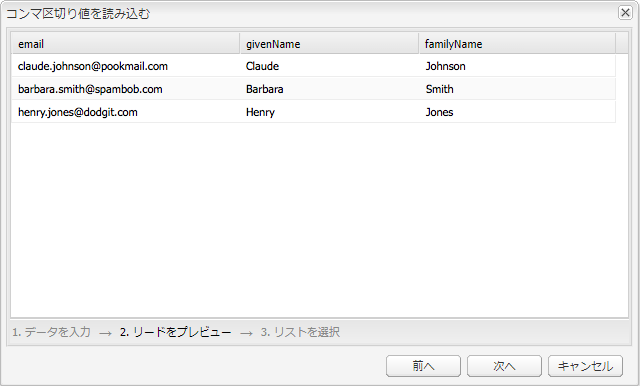 コンマ区切り値を読み込む
email givenName familyName
claude.johnson@pookmail.com Claude Johnson
barbara.smith@spambob.com Barbara Smith
henry.jones@dodgit.com Henry Jones
1. データを入力 → 2. リードをプレビュー → 3. リストを選択
前へ 次へ キャンセル